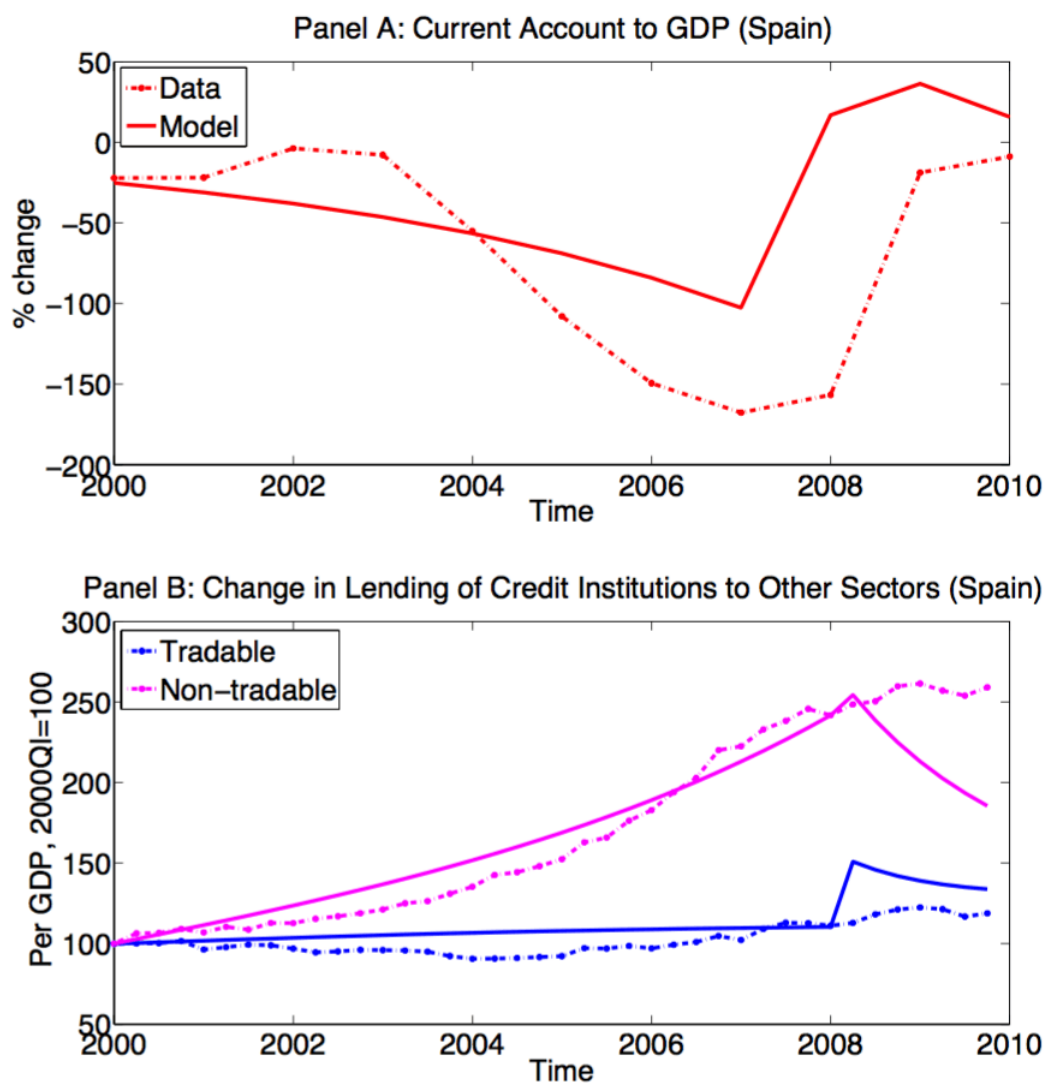 Panel A: Current Account to GDP (Spain)
50
Data
Model
0
−50
% change
−100
−150
−200
2000 2002 2004 2006 2008 2010
Time
Panel B: Change in Lending of Credit Institutions to Other Sectors (Spain)
300
Tradable
Non−tradable
250
200
Per GDP, 2000QI=100
150
100
50
2000 2002 2004 2006 2008 2010
Time